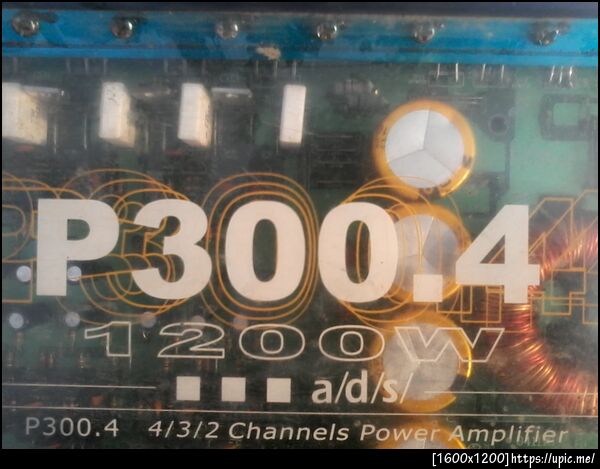 P300.4
1200W
a/d/s/
P300.4 4/3/2 Channels Power Amplifier
[1600x1200]https://upic.me/